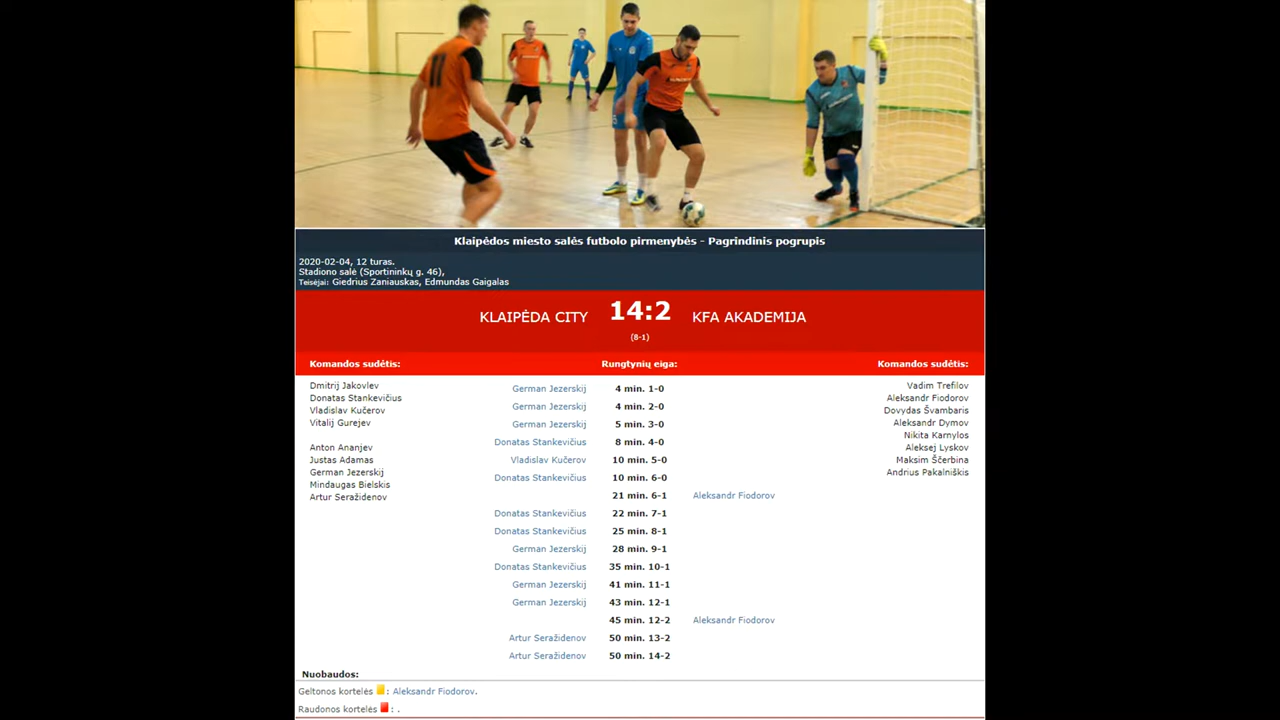 11
Klaipėdos miesto salės futbolo pirmenybės - Pagrindinis pogrupis
2020-02-04, 12 turas.
Stadiono salė (Sportininkų g. 46),
Teisėjai: Giedrius Zaniauskas, Edmundas Gaigalas
KLAIPĖDA CITY 14:2 KFA AKADEMIJA
(8-1)
Komandos sudėtis: Rungtynių eiga: Komandos sudėtis:
Dmitrij Jakovlev
Donatas Stankevičius
Vladislav Kučerov
Vitalij Gurejev
Anton Ananjev
Justas Adamas
German Jezerskij
Mindaugas Bielskis
Artur Seražidenov
German Jezerskij 4 min. 1-0
German Jezerskij 4 min. 2-0
German Jezerskij 5 min. 3-0
Donatas Stankevičius 8 min. 4-0
Vladislav Kučerov 10 min. 5-0
Donatas Stankevičius 10 min. 6-0
21 min. 6-1 Aleksandr Fiodorov
Donatas Stankevičius 22 min. 7-1
Donatas Stankevičius 25 min. 8-1
German Jezerskij 28 min. 9-1
Donatas Stankevičius 35 min. 10-1
German Jezerskij 41 min. 11-1
German Jezerskij 43 min. 12-1
45 min. 12-2 Aleksandr Fiodorov
Artur Seražidenov 50 min. 13-2
Artur Seražidenov 50 min. 14-2
Vadim Trefilov
Aleksandr Fiodorov
Dovydas Švambaris
Aleksandr Dymov
Nikita Karnylos
Aleksej Lyskov
Maksim Ščerbina
Andrius Pakalniškis
Nuobaudos:
Geltonos kortelės : Aleksandr Fiodorov.
Raudonos kortelės : .